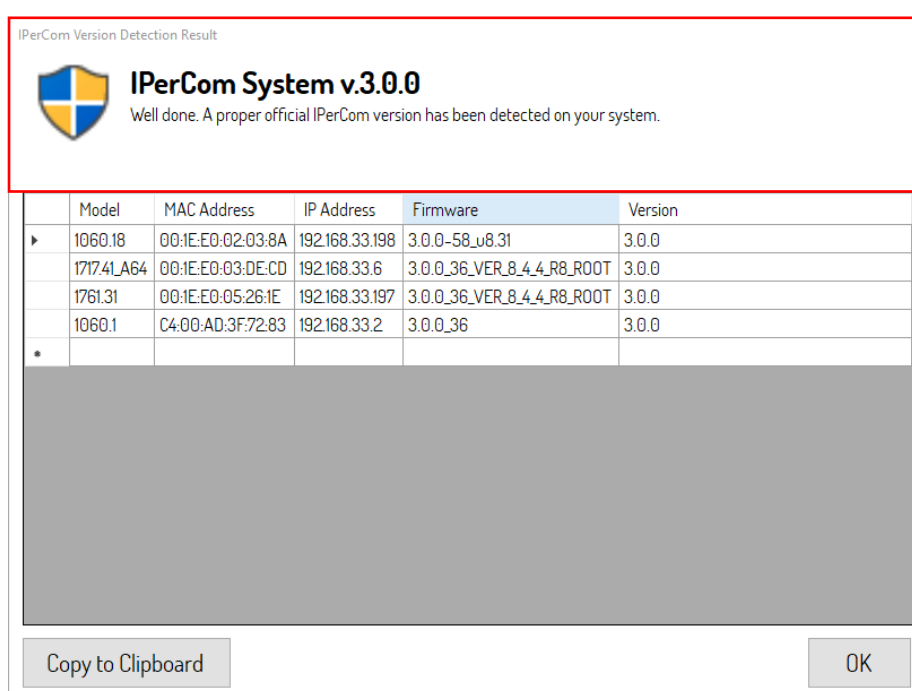 IPerCom Version Detection Result
IPerCom System v.3.0.0
Well done. A proper official IPerCom version has been detected on your system.
Model MAC Address IP Address Firmware Version
1060.18 00:1E:E0:02:03:8A 192.168.33.198 3.0.0-58_u8.31 3.0.0
1717.41_A64 00:1E:E0:03:DE:CD 192.168.33.6 3.0.0_36_VER_8_4_4_R8_ROOT 3.0.0
1761.31 00:1E:E0:05:26:1E 192.168.33.197 3.0.0_36_VER_8_4_4_R8_ROOT 3.0.0
1060.1 C4:00:AD:3F:72:83 192.168.33.2 3.0.0_36 3.0.0
*
Copy to Clipboard OK